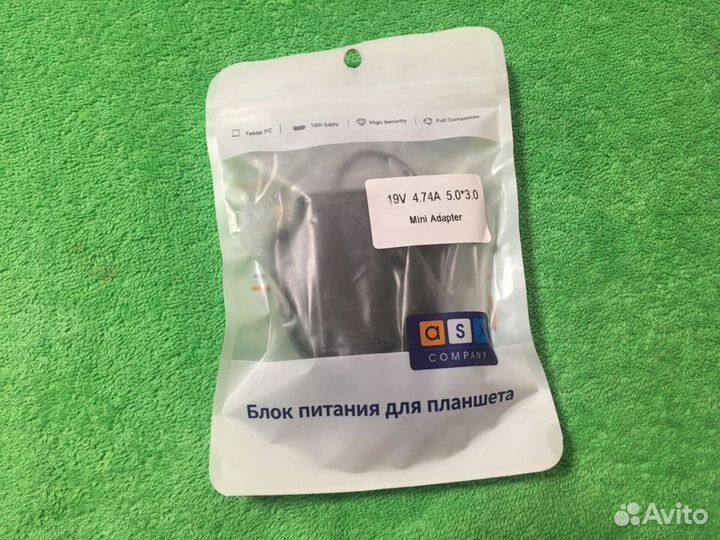 Tablet PC
100-240V
High Security
Full Compatible
19V 4.74A 5.0*3.0
Mini Adapter
asx
COMPANY
Блок питания для планшета
Avito